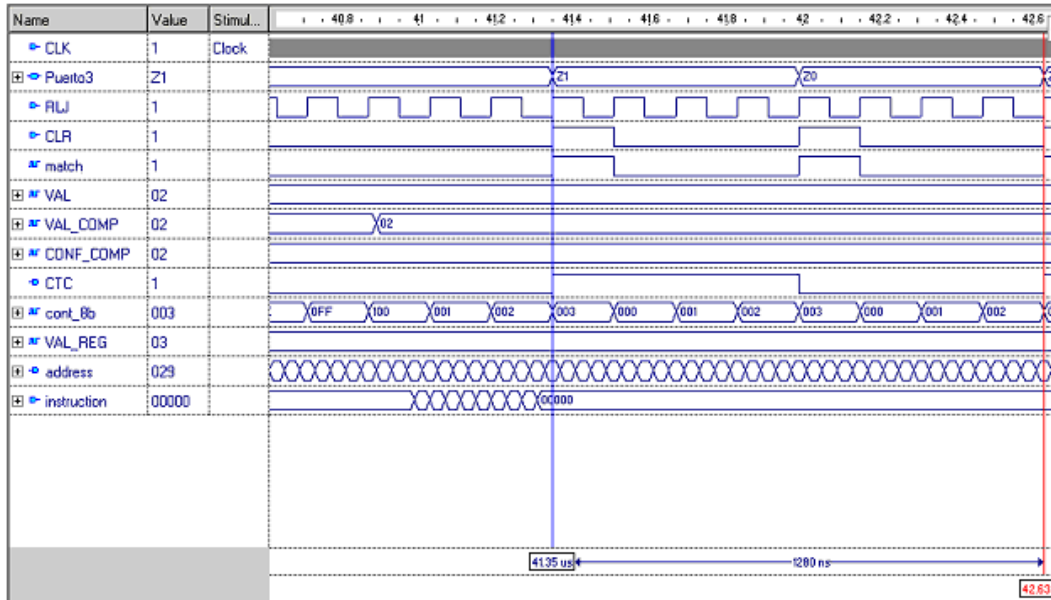 Name Value Stimul... 40.8 41 41.2 41.4 41.6 41.8 42 42.2 42.4 42.6
CLK 1 Clock
Puerto3 Z1 Z1 Z0
RLJ 1
CLR 1
match 1
VAL 02
VAL_COMP 02 02
CONF_COMP 02
CTC 1
cont_8b 003 0FF 100 001 002 003 000 001 002 003 000 001 002
VAL_REG 03
address 029
instruction 00000 00000
41.35 us 1280 ns
42.63